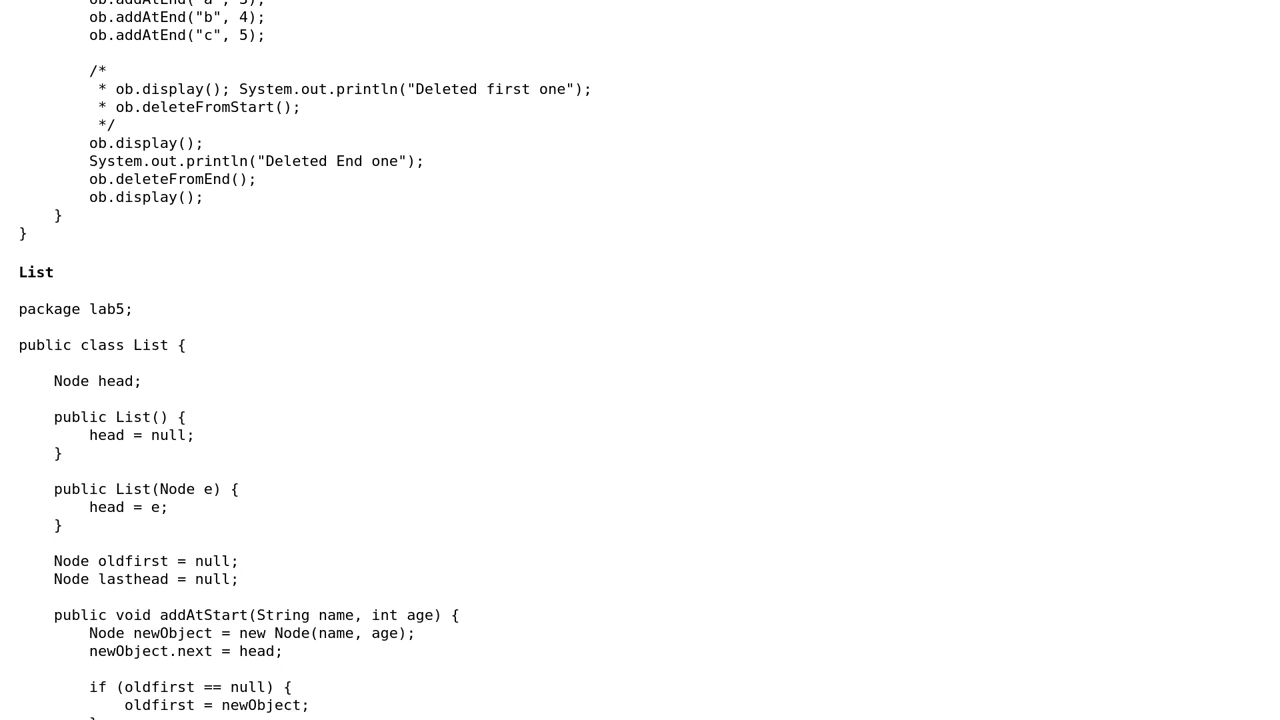 ob.addAtEnd("a", 3);
ob.addAtEnd("b", 4);
ob.addAtEnd("c", 5);
/*
* ob.display(); System.out.println("Deleted first one");
* ob.deleteFromStart();
*/
ob.display();
System.out.println("Deleted End one");
ob.deleteFromEnd();
ob.display();
}
}
List
package lab5;
public class List {
Node head;
public List() {
head = null;
}
public List(Node e) {
head = e;
}
Node oldfirst = null;
Node lasthead = null;
public void addAtStart(String name, int age) {
Node newObject = new Node(name, age);
newObject.next = head;
if (oldfirst == null) {
oldfirst = newObject;
}